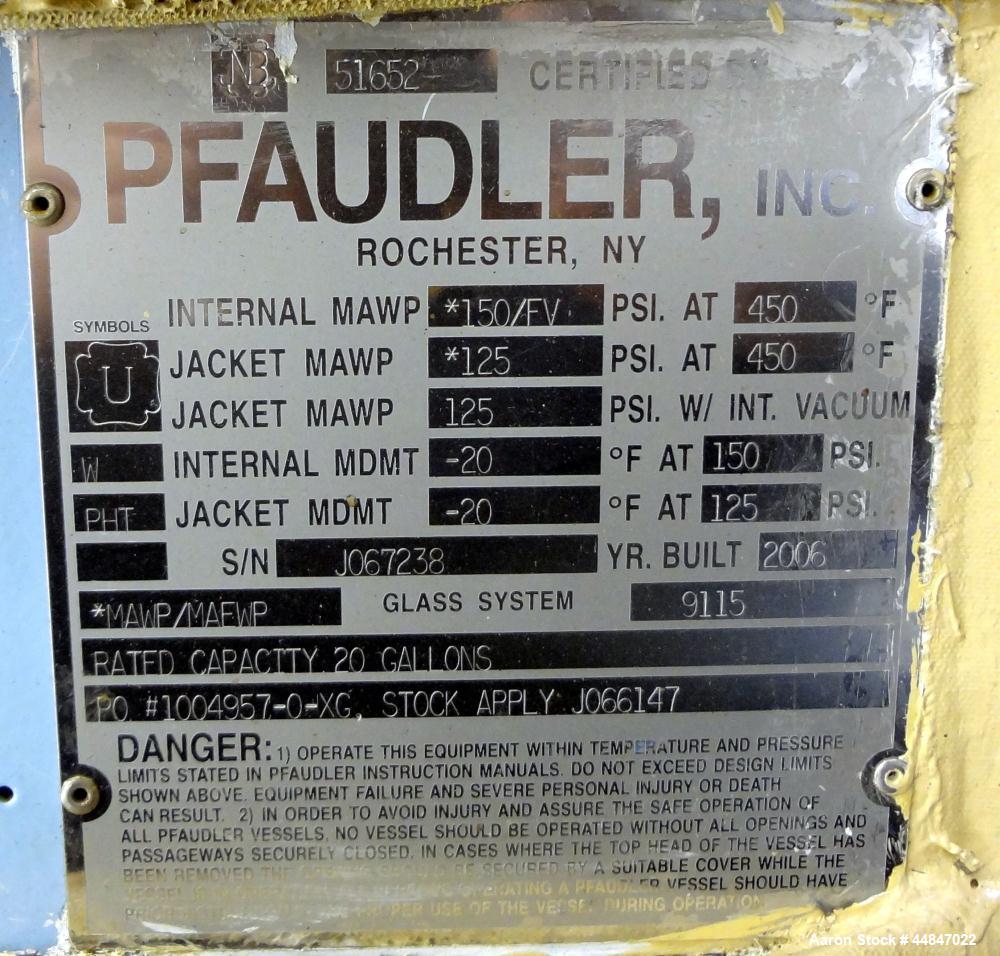 NB 51652 CERTIFIED BY
PFAUDLER, INC.
ROCHESTER, NY
SYMBOLS
INTERNAL MAWP *150/FV PSI. AT 450 °F
U JACKET MAWP *125 PSI. AT 450 °F
JACKET MAWP 125 PSI. W/ INT. VACUUM
W INTERNAL MDMT -20 °F AT 150 PSI.
PHT JACKET MDMT -20 °F AT 125 PSI.
S/N J067238 YR. BUILT 2006
*MAWP/MAEWP GLASS SYSTEM 9115
RATED CAPACITY 20 GALLONS
PO #1004957-0-XG, STOCK APPLY J066147
DANGER: 1) OPERATE THIS EQUIPMENT WITHIN TEMPERATURE AND PRESSURE
LIMITS STATED IN PFAUDLER INSTRUCTION MANUALS. DO NOT EXCEED DESIGN LIMITS
SHOWN ABOVE. EQUIPMENT FAILURE AND SEVERE PERSONAL INJURY OR DEATH
CAN RESULT. 2) IN ORDER TO AVOID INJURY AND ASSURE THE SAFE OPERATION OF
ALL PFAUDLER VESSELS, NO VESSEL SHOULD BE OPERATED WITHOUT ALL OPENINGS AND
PASSAGEWAYS SECURELY CLOSED. IN CASES WHERE THE TOP HEAD OF THE VESSEL HAS
BEEN REMOVED THE SECURED BY A SUITABLE COVER WHILE THE
VESSEL OPERATING A PFAUDLER VESSEL SHOULD HAVE
PROPER USE OF THE VESSEL DURING OPERATION
Aaron Stock # 44847022